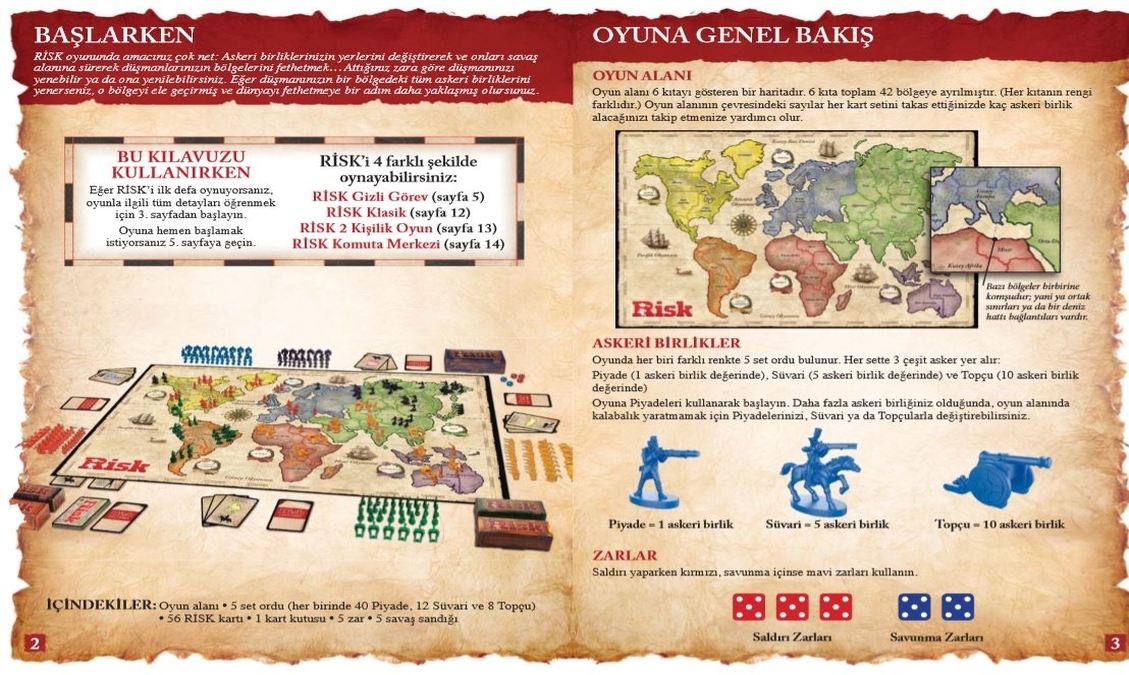 BAŞLARKEN
RİSK oyununda amacınız çok net: Askeri birliklerinizin yerlerini değiştirerek ve onları savaş
alanına sürerek düşmanlarınızın bölgelerini fethetmek…Attığınız zara göre düşmanınızı
yenebilir ya da ona yenilebilirsiniz. Eğer düşmanınızın bir bölgedeki tüm askeri birliklerini
yenerseniz, o bölgeyi ele geçirmiş ve dünyayı fethetmeye bir adım daha yaklaşmış olursunuz.
BU KILAVUZU
KULLANIRKEN
Eğer RİSK'i ilk defa oynuyorsanız,
oyunla ilgili tüm detayları öğrenmek
için 3. sayfadan başlayın.
Oyuna hemen başlamak
istiyorsanız 5. sayfaya geçin.
RİSK'i 4 farklı şekilde
oynayabilirsiniz:
RİSK Gizli Görev (sayfa 5)
RİSK Klasik (sayfa 12)
RİSK 2 Kişilik Oyun (sayfa 13)
RİSK Komuta Merkezi (sayfa 14)
Risk
İÇİNDEKİLER: Oyun alanı • 5 set ordu (her birinde 40 Piyade, 12 Süvari ve 8 Topçu)
• 56 RİSK kartı • 1 kart kutusu • 5 zar • 5 savaş sandığı
2
OYUNA GENEL BAKIŞ
OYUN ALANI
Oyun alanı 6 kıtayı gösteren bir haritadır. 6 kıta toplam 42 bölgeye ayrılmıştır. (Her kıtanın rengi
farklıdır.) Oyun alanının çevresindeki sayılar her kart setini takas ettiğinizde kaç askeri birlik
alacağınızı takip etmenize yardımcı olur.
Risk
Kuzey Afrika
Mısır
Bazı bölgeler birbirine
komşudur; yani ya ortak
sınırları ya da bir deniz
hattı bağlantıları vardır.
ASKERİ BİRLİKLER
Oyunda her biri farklı renkte 5 set ordu bulunur. Her sette 3 çeşit asker yer alır:
Piyade (1 askeri birlik değerinde), Süvari (5 askeri birlik değerinde) ve Topçu (10 askeri birlik
değerinde)
Oyuna Piyadeleri kullanarak başlayın. Daha fazla askeri birliğiniz olduğunda, oyun alanında
kalabalık yaratmamak için Piyadelerinizi, Süvari ya da Topçularla değiştirebilirsiniz.
Piyade = 1 askeri birlik
Süvari = 5 askeri birlik
Topçu = 10 askeri birlik
ZARLAR
Saldırı yaparken kırmızı, savunma içinse mavi zarları kullanın.
Saldırı Zarları
Savunma Zarları
3